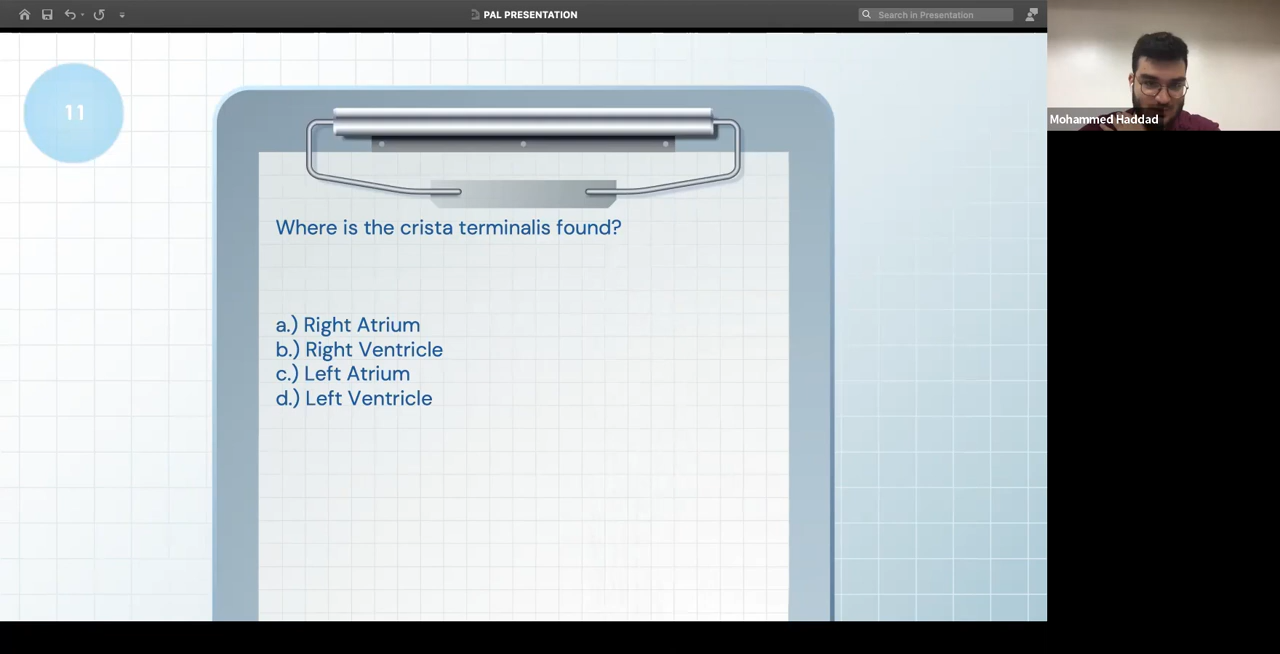 PAL PRESENTATION
Search in Presentation
11
Mohammed Haddad
Where is the crista terminalis found?
a.) Right Atrium
b.) Right Ventricle
c.) Left Atrium
d.) Left Ventricle